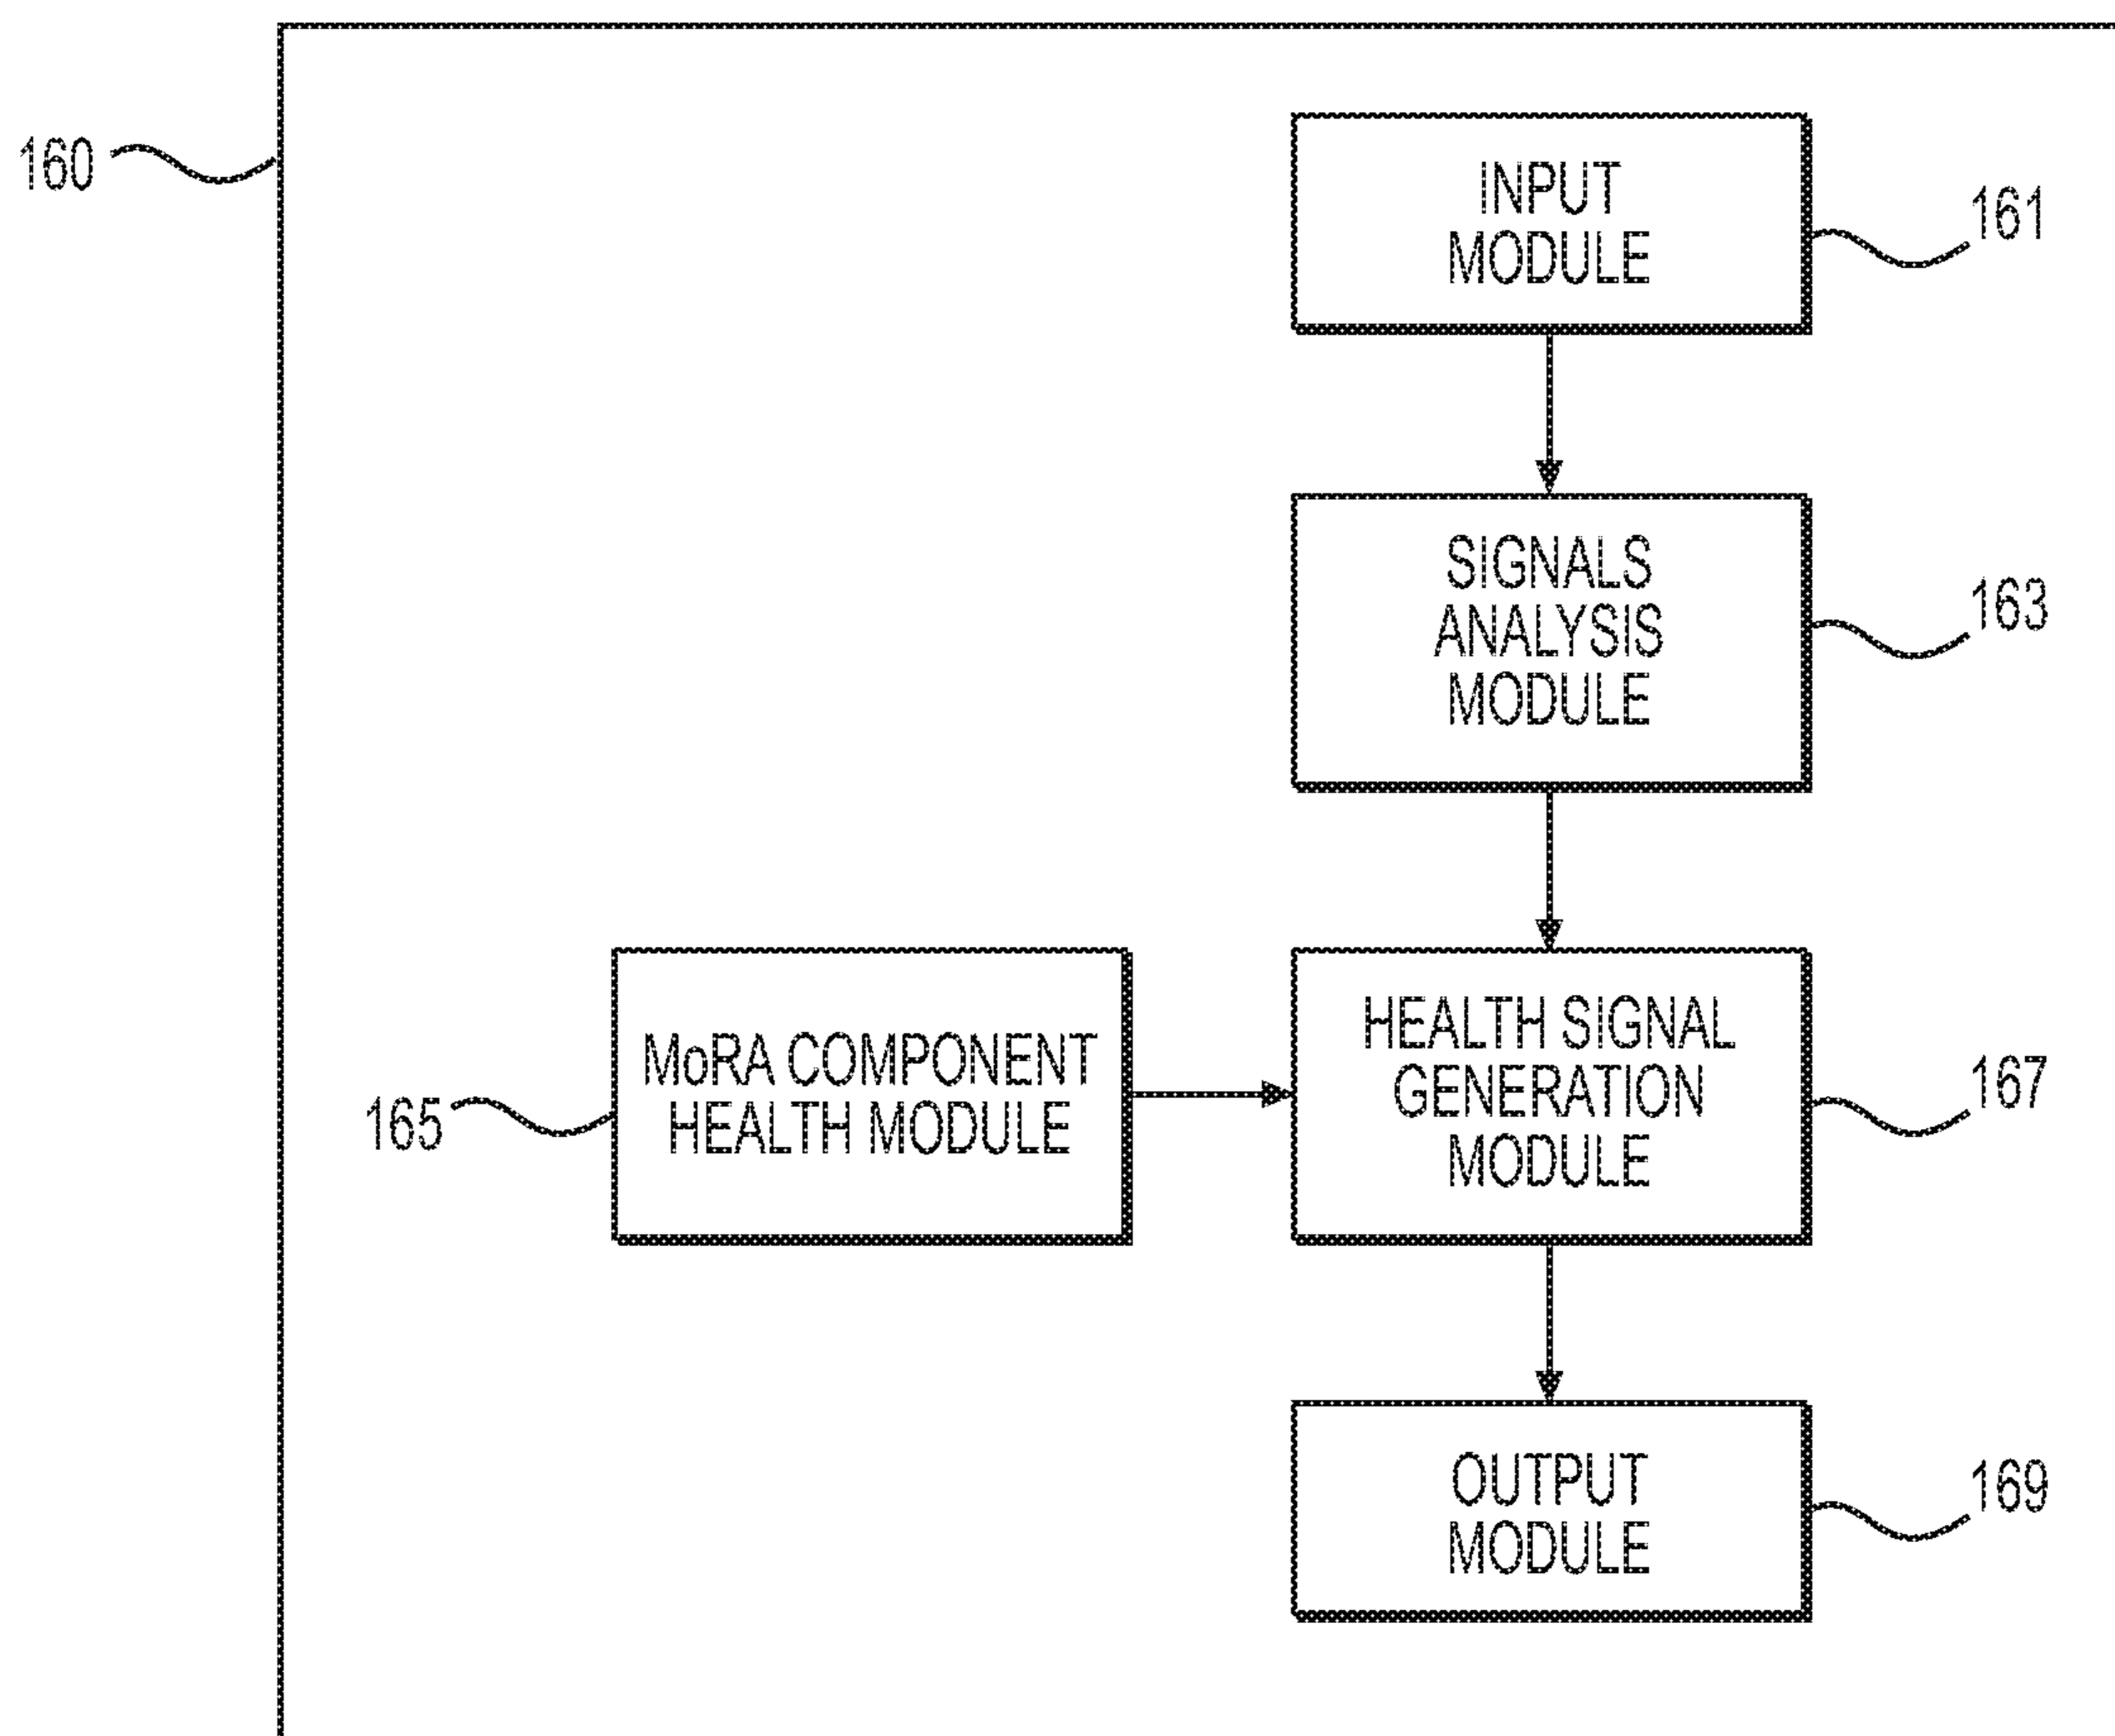 160
INPUT
MODULE
161
SIGNALS
ANALYSIS
MODULE
163
MoRA COMPONENT
HEALTH MODULE
165
HEALTH SIGNAL
GENERATION
MODULE
167
OUTPUT
MODULE
169